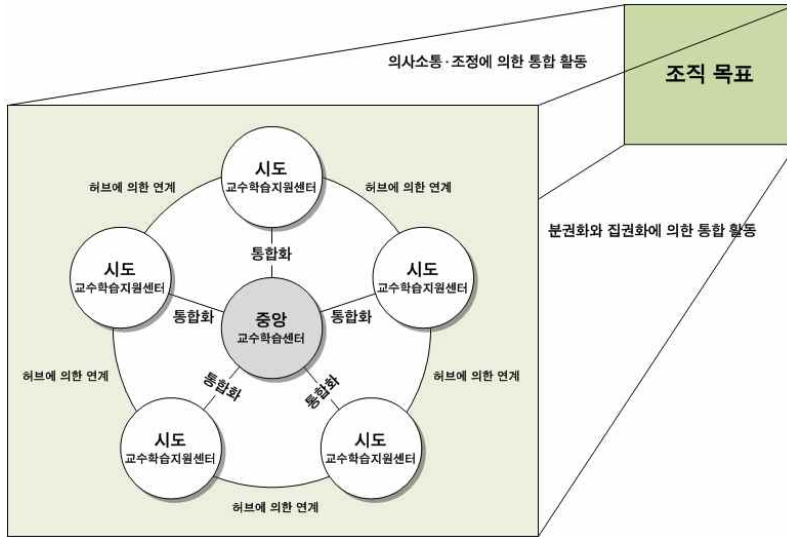 의사소통·조정에 의한 통합 활동
조직 목표
시도
교수학습지원센터
허브에 의한 연계
허브에 의한 연계
분권화와 집권화에 의한 통합 활동
통합화
시도
교수학습지원센터
시도
교수학습지원센터
통합화
중앙
교수학습센터
통합화
허브에 의한 연계
통합화
통합화
허브에 의한 연계
시도
교수학습지원센터
시도
교수학습지원센터
허브에 의한 연계